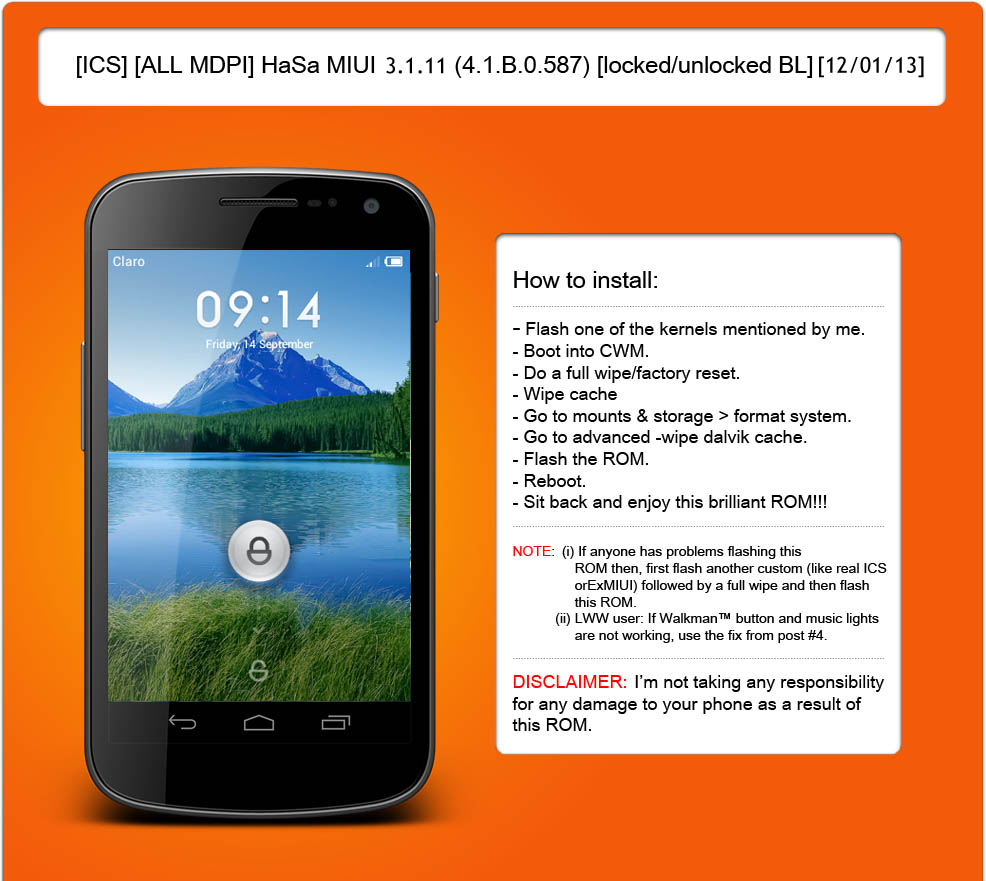 [ICS] [ALL MDPI] HaSa MIUI 3.1.11 (4.1.B.0.587) [locked/unlocked BL] [12/01/13]
Claro
09:14
Friday, 14 September
How to install:
- Flash one of the kernels mentioned by me.
- Boot into CWM.
- Do a full wipe/factory reset.
- Wipe cache
- Go to mounts & storage > format system.
- Go to advanced -wipe dalvik cache.
- Flash the ROM.
- Reboot.
- Sit back and enjoy this brilliant ROM!!!
NOTE: (i) If anyone has problems flashing this
ROM then, first flash another custom (like real ICS
orExMIUI) followed by a full wipe and then flash
this ROM.
(ii) LWW user: If Walkman™ button and music lights
are not working, use the fix from post #4.
DISCLAIMER: I'm not taking any responsibility
for any damage to your phone as a result of
this ROM.